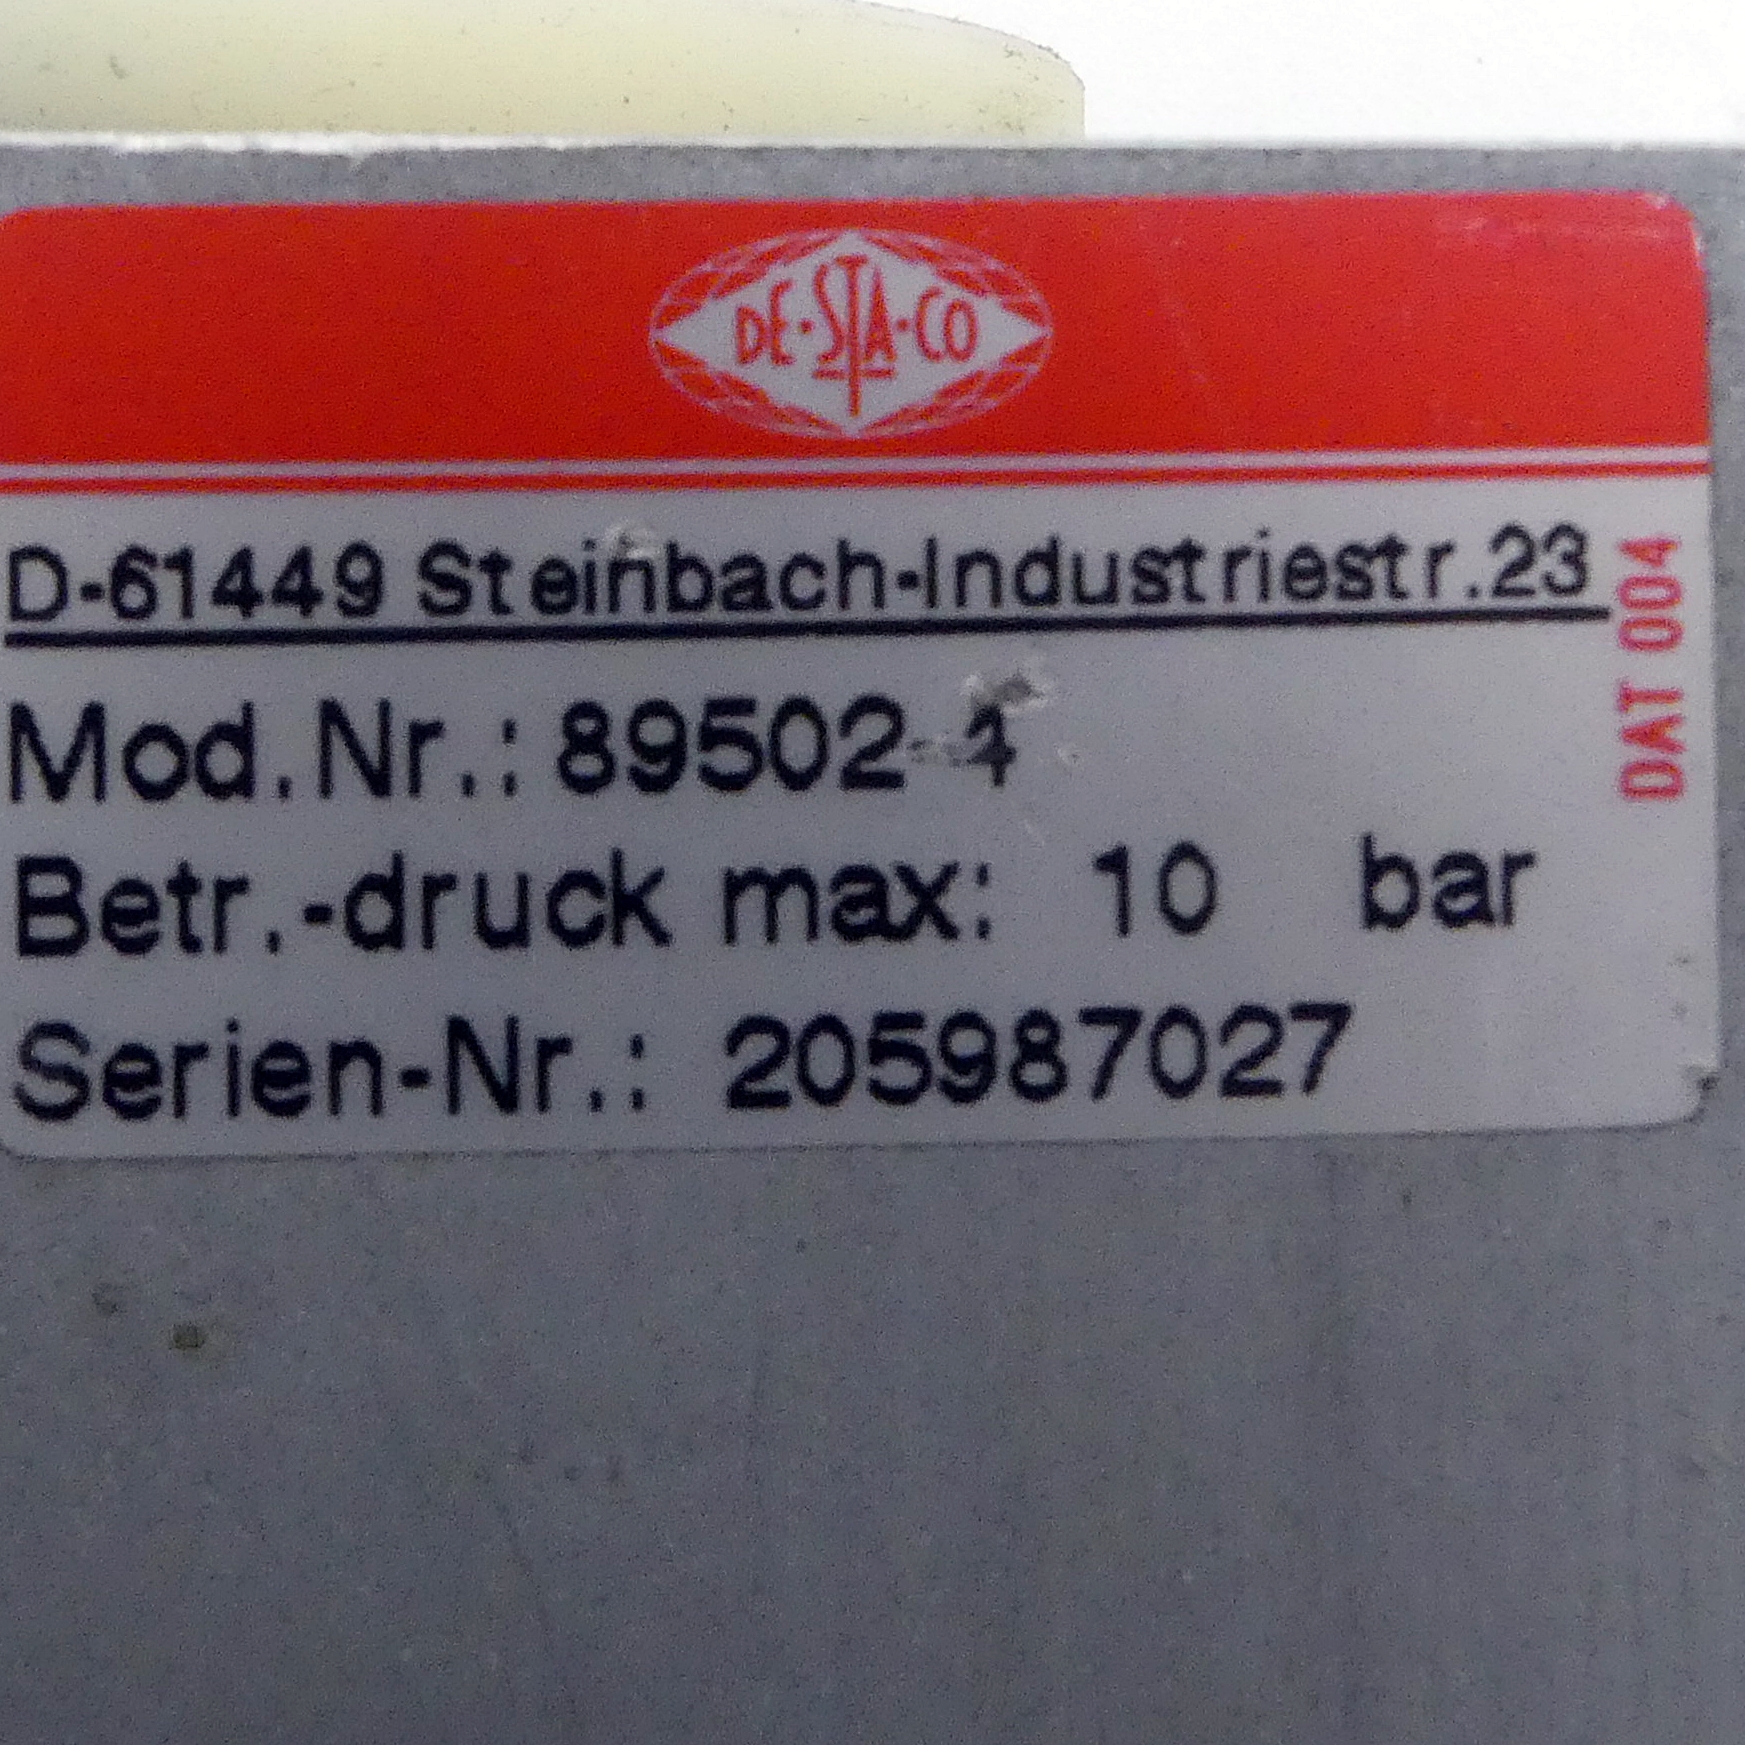 DE·STA·CO
D-61449 Steinbach-Industriestr.23
DAT 004
Mod.Nr.: 89502-4
Betr.-druck max: 10 bar
Serien-Nr.: 205987027